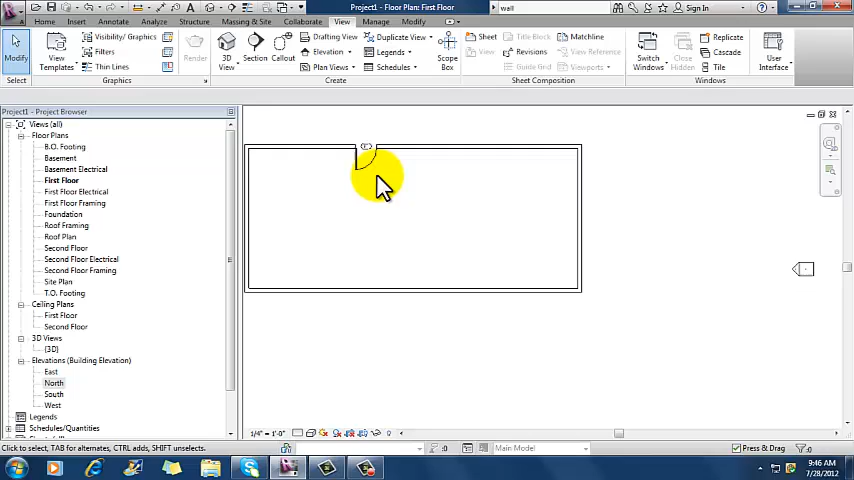 Project1 - Floor Plan: First Floor
wall
Sign In
Home
Insert
Architect
Analyze
Structure
Massing & Site
Collaborate
View
Manage
Modify
Modify
View Templates
Visibility/ Graphics
Filters
Thin Lines
Render
3D View
Section
Callout
Drafting View
Elevation
Plan Views
Duplicate View
Legends
Schedules
Scope Box
Sheet
View
Title Block
Revisions
Guide Grid
Matchline
View Reference
Viewports
Switch Windows
Close Hidden
Replicate
Cascade
Tile
User Interface
Select
Graphics
Create
Sheet Composition
Windows
Project1 - Project Browser
Views (all)
Floor Plans
B.O. Footing
Basement
Basement Electrical
First Floor
First Floor Electrical
First Floor Framing
Foundation
Roof Framing
Roof Plan
Second Floor
Second Floor Electrical
Second Floor Framing
Site Plan
T.O. Footing
Ceiling Plans
First Floor
Second Floor
3D Views
{3D}
Elevations (Building Elevation)
East
North
South
West
Legends
Schedules/Quantities
1/4" = 1'-0"
Click to select, TAB for alternates, CTRL adds, SHIFT unselects.
:0
Main Model
Press & Drag
:0
9:46 AM
7/28/2012